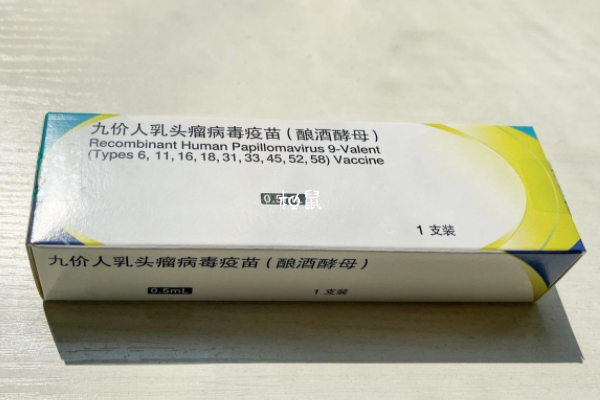 九价人乳头瘤病毒疫苗（酿酒酵母）
Recombinant Human Papillomavirus 9-Valent
(Types 6, 11, 16, 18, 31, 33, 45, 52, 58) Vaccine
1 支装
九价人乳头瘤病毒疫苗（酿酒酵母）
0.5mL
1 支装